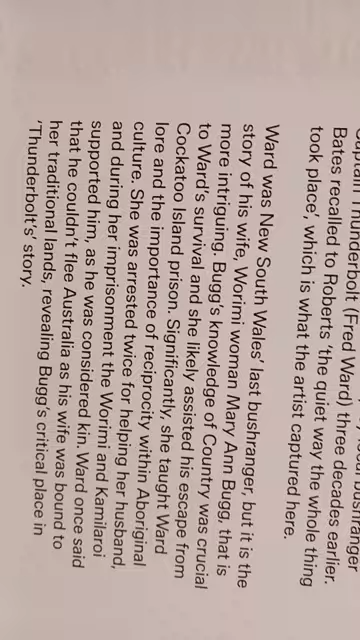 Thunderbolt (Fred Ward) three decades earlier.
Bates recalled to Roberts ‘the quiet way the whole thing
took place’, which is what the artist captured here.
Ward was New South Wales’ last bushranger, but it is the
story of his wife, Worimi woman Mary Ann Bugg, that is
more intriguing. Bugg’s knowledge of Country was crucial
to Ward’s survival and she likely assisted his escape from
Cockatoo Island prison. Significantly, she taught Ward
lore and the importance of reciprocity within Aboriginal
culture. She was arrested twice for helping her husband,
and during her imprisonment the Worimi and Kamilaroi
supported him, as he was considered kin. Ward once said
that he couldn’t flee Australia as his wife was bound to
her traditional lands, revealing Bugg’s critical place in
‘Thunderbolt’s’ story.